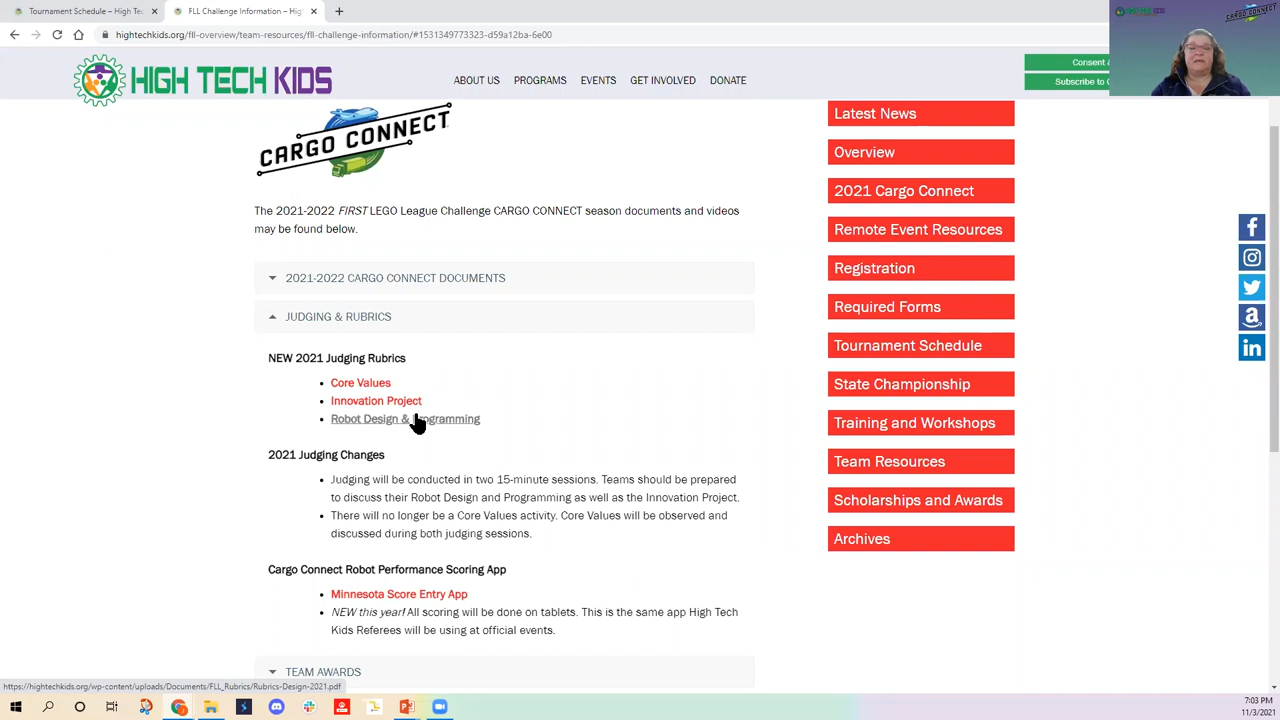 Tournament Schedule – High Tec
FLL Challenge Information – Hig
hightechkids.org/fll-overview/team-resources/fll-challenge-information/#1531349773323-d59a12ba-6e00
HIGH TECH KIDS
ABOUT US
PROGRAMS
EVENTS
GET INVOLVED
DONATE
Consent &
Subscribe to
HIGH TECH KIDS
CARGO CONNECT
CARGO CONNECT
The 2021-2022 FIRST LEGO League Challenge CARGO CONNECT season documents and videos
may be found below.
2021-2022 CARGO CONNECT DOCUMENTS
JUDGING & RUBRICS
NEW 2021 Judging Rubrics
• Core Values
• Innovation Project
• Robot Design & Programming
2021 Judging Changes
• Judging will be conducted in two 15-minute sessions. Teams should be prepared
to discuss their Robot Design and Programming as well as the Innovation Project.
• There will no longer be a Core Values activity. Core Values will be observed and
discussed during both judging sessions.
Cargo Connect Robot Performance Scoring App
• Minnesota Score Entry App
• NEW this year! All scoring will be done on tablets. This is the same app High Tech
Kids Referees will be using at official events.
TEAM AWARDS
Latest News
Overview
2021 Cargo Connect
Remote Event Resources
Registration
Required Forms
Tournament Schedule
State Championship
Training and Workshops
Team Resources
Scholarships and Awards
Archives
https://hightechkids.org/wp-content/uploads/Documents/FLL_Rubrics/Rubrics-Design-2021.pdf
7:03 PM
11/3/2021